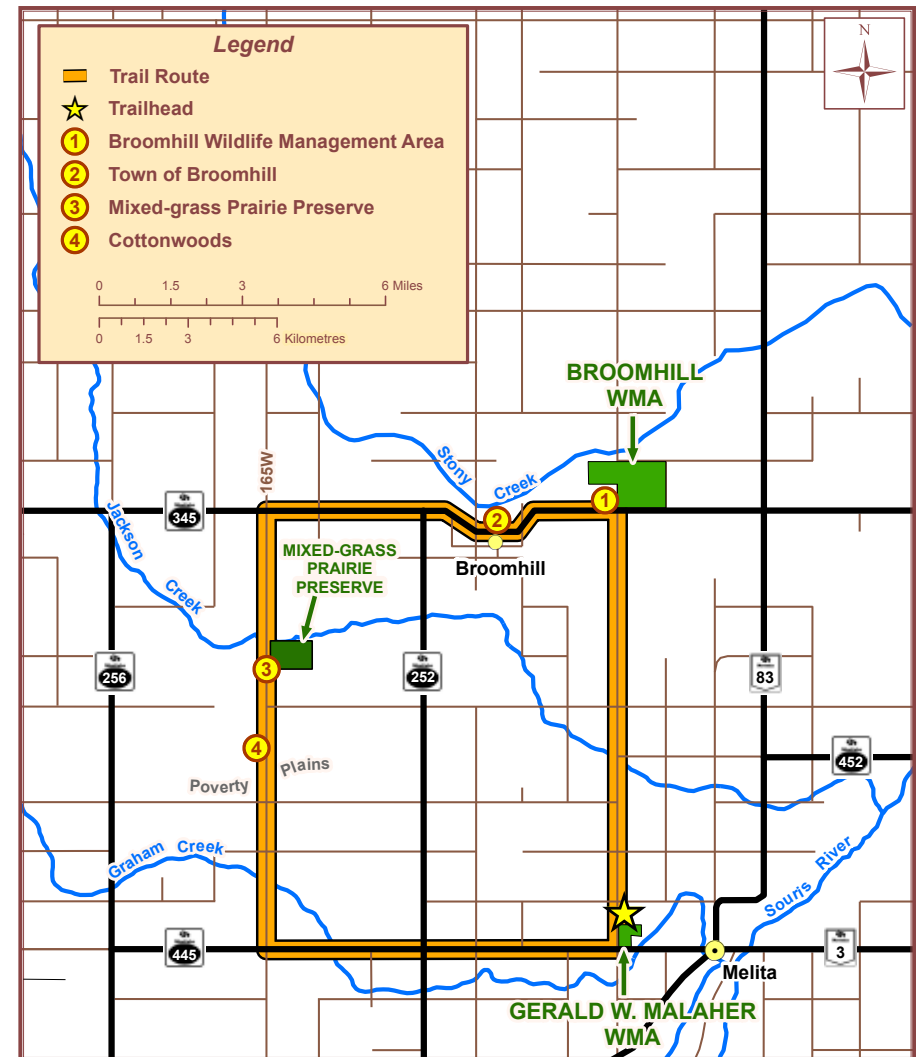 Legend
Trail Route
Trailhead
1 Broomhill Wildlife Management Area
2 Town of Broomhill
3 Mixed-grass Prairie Preserve
4 Cottonwoods
0 1.5 3 6 Miles
0 1.5 3 6 Kilometres
N
BROOMHILL
WMA
165W
Stony
Creek
1
345
2
Jackson
Creek
MIXED-GRASS
PRAIRIE
PRESERVE
Broomhill
3
256
252
83
4
Poverty Plains
452
Graham Creek
Souris River
445
3
Melita
GERALD W. MALAHER
WMA